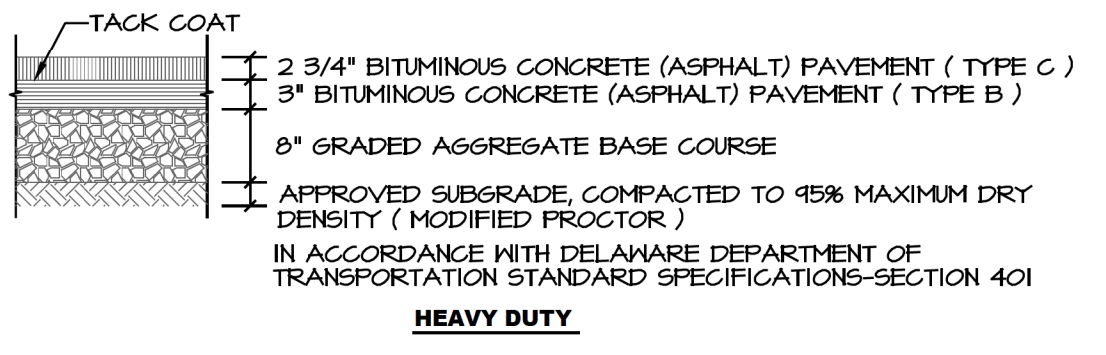 TACK COAT
2 3/4" BITUMINOUS CONCRETE (ASPHALT) PAVEMENT ( TYPE C )
3" BITUMINOUS CONCRETE (ASPHALT) PAVEMENT ( TYPE B )
8" GRADED AGGREGATE BASE COURSE
APPROVED SUBGRADE, COMPACTED TO 95% MAXIMUM DRY
DENSITY ( MODIFIED PROCTOR )
IN ACCORDANCE WITH DELAWARE DEPARTMENT OF
TRANSPORTATION STANDARD SPECIFICATIONS-SECTION 401
HEAVY DUTY